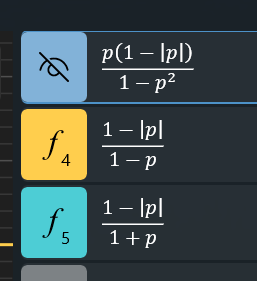 p(1 − |p|)
1 − p²
f₄
1 − |p|
1 − p
f₅
1 − |p|
1 + p